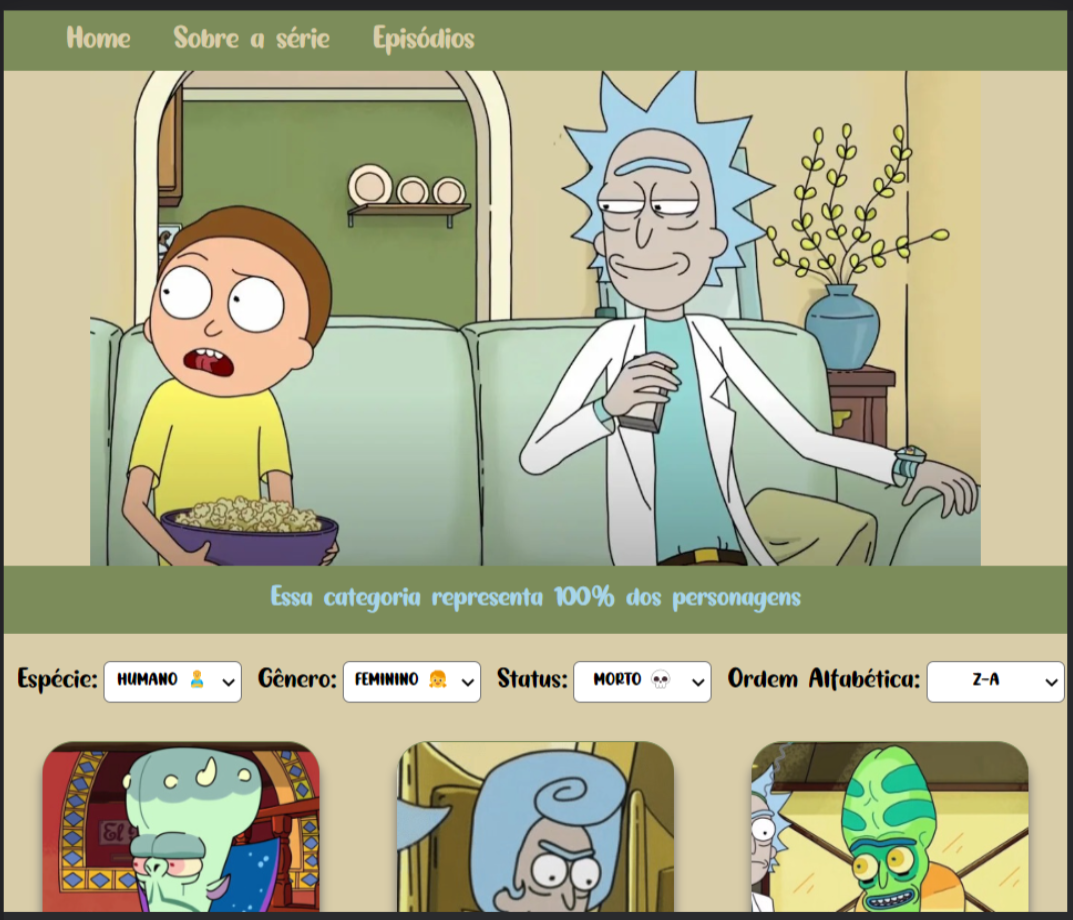 Home Sobre a série Episódios
Essa categoria representa 100% dos personagens
Espécie: HUMANO Gênero: FEMININO Status: MORTO Ordem Alfabética: Z-A